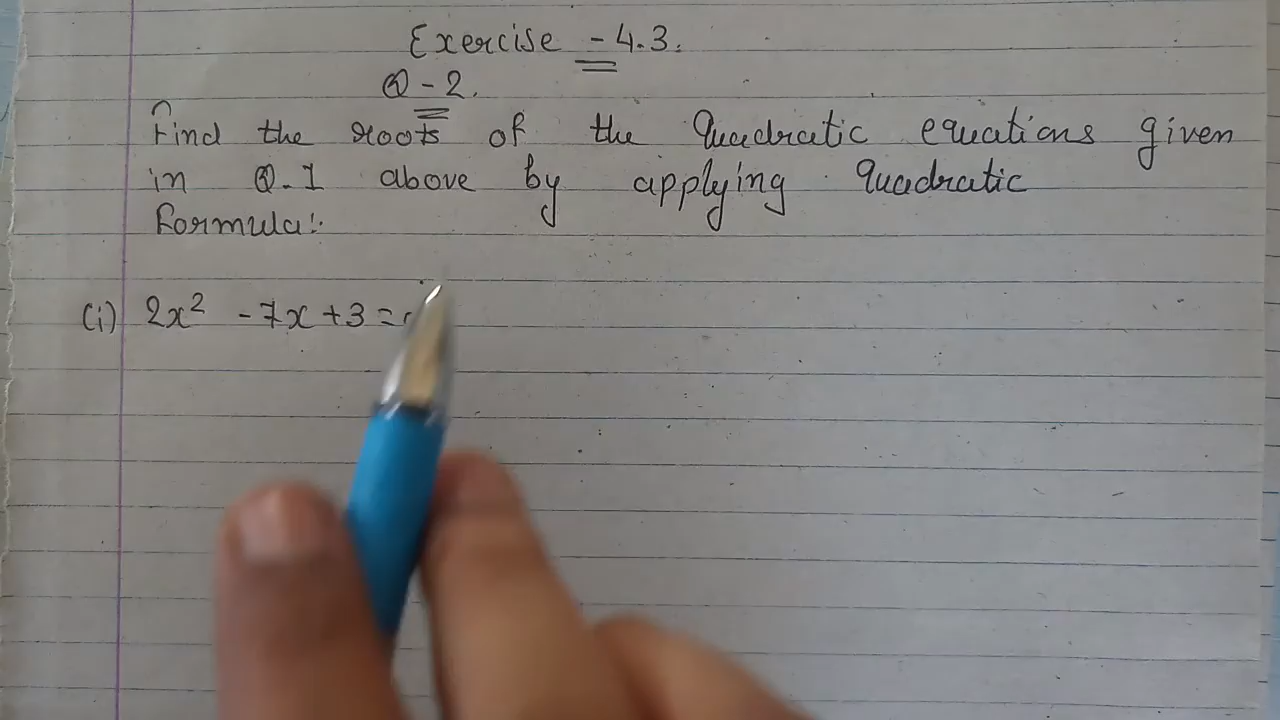 Exercise - 4.3.
Q - 2.
Find the roots of the Quadratic equations given
in Q.1 above by applying Quadratic
Formula:
(i) 2x² - 7x + 3 =